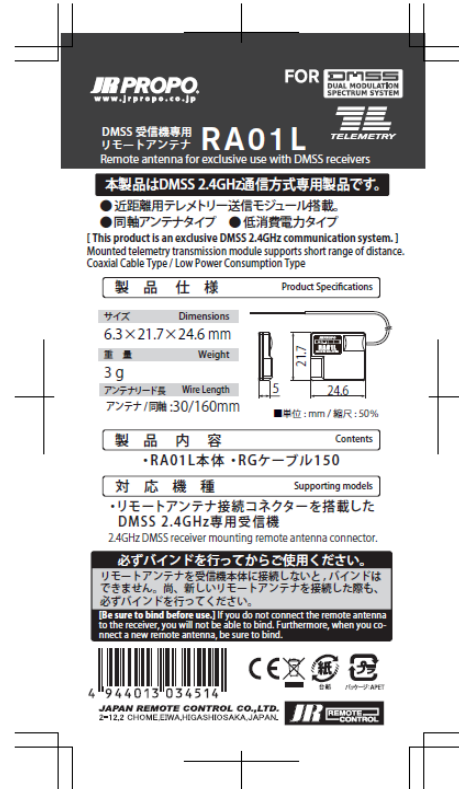 JR PROPO
www.jrpropo.co.jp
FOR DMSS
DUAL MODULATION
SPECTRUM SYSTEM
TELEMETRY
DMSS 受信機専用
リモートアンテナ RA01L
Remote antenna for exclusive use with DMSS receivers
本製品はDMSS 2.4GHz通信方式専用製品です。
●近距離用テレメトリー送信モジュール搭載。
●同軸アンテナタイプ ●低消費電力タイプ
[ This product is an exclusive DMSS 2.4GHz communication system. ]
Mounted telemetry transmission module supports short range of distance.
Coaxial Cable Type / Low Power Consumption Type
製品仕様 Product Specifications
サイズ Dimensions
6.3×21.7×24.6 mm
重量 Weight
3 g
アンテナリード長 Wire Length
アンテナ/同軸:30/160mm
21.7
5
24.6
■単位:mm / 縮尺:50%
製品内容 Contents
・RA01L本体 ・RGケーブル150
対応機種 Supporting models
・リモートアンテナ接続コネクターを搭載した
DMSS 2.4GHz専用受信機
2.4GHz DMSS receiver mounting remote antenna connector.
必ずバインドを行ってからご使用ください。
リモートアンテナを受信機本体に接続しないと,バインドは
できません。尚、新しいリモートアンテナを接続した際も、
必ずバインドを行ってください。
[Be sure to bind before use.] If you do not connect the remote antenna
to the receiver, you will not be able to bind. Furthermore, when you co-
nnect a new remote antenna, be sure to bind.
4 944013 034514
CE
紙
台紙
プラ
パッケージ:APET
JAPAN REMOTE CONTROL CO.,LTD.
2-12,2 CHOME,EIWA,HIGASHIOSAKA,JAPAN.
JR REMOTE
CONTROL